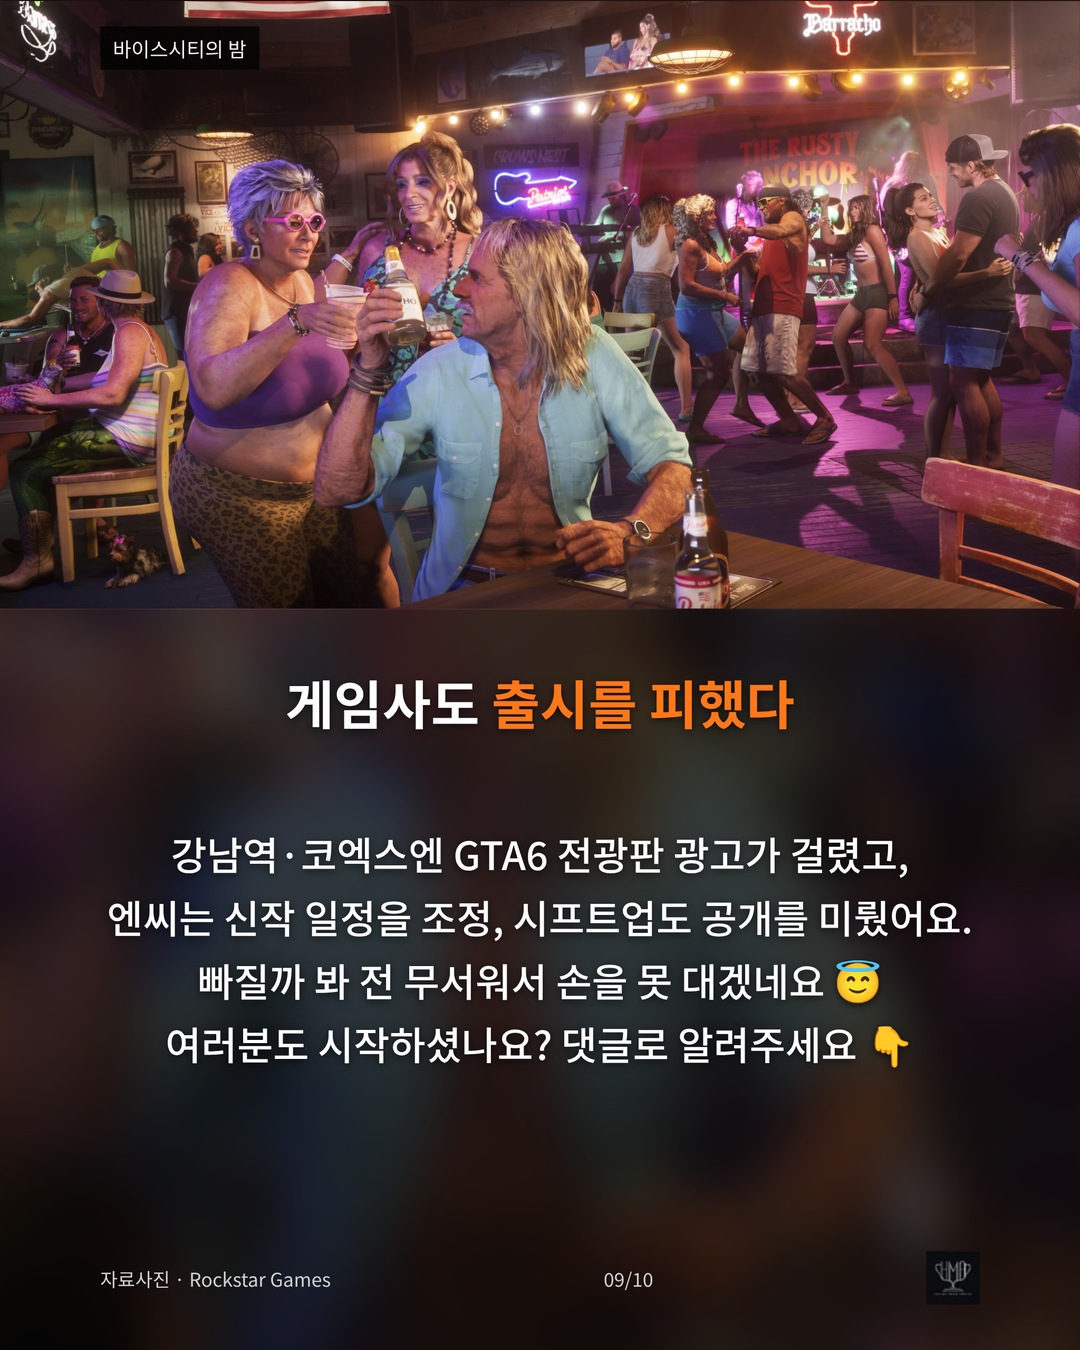 바이스시티의 밤
Barracho
THE RUSTY
CROWS NEST
Patriot
게임사도 출시를 피했다
강남역·코엑스엔 GTA6 전광판 광고가 걸렸고,
엔씨는 신작 일정을 조정, 시프트업도 공개를 미뤘어요.
빠질까 봐 전 무서워서 손을 못 대겠네요 😇
여러분도 시작하셨나요? 댓글로 알려주세요 👇
자료사진 · Rockstar Games
09/10